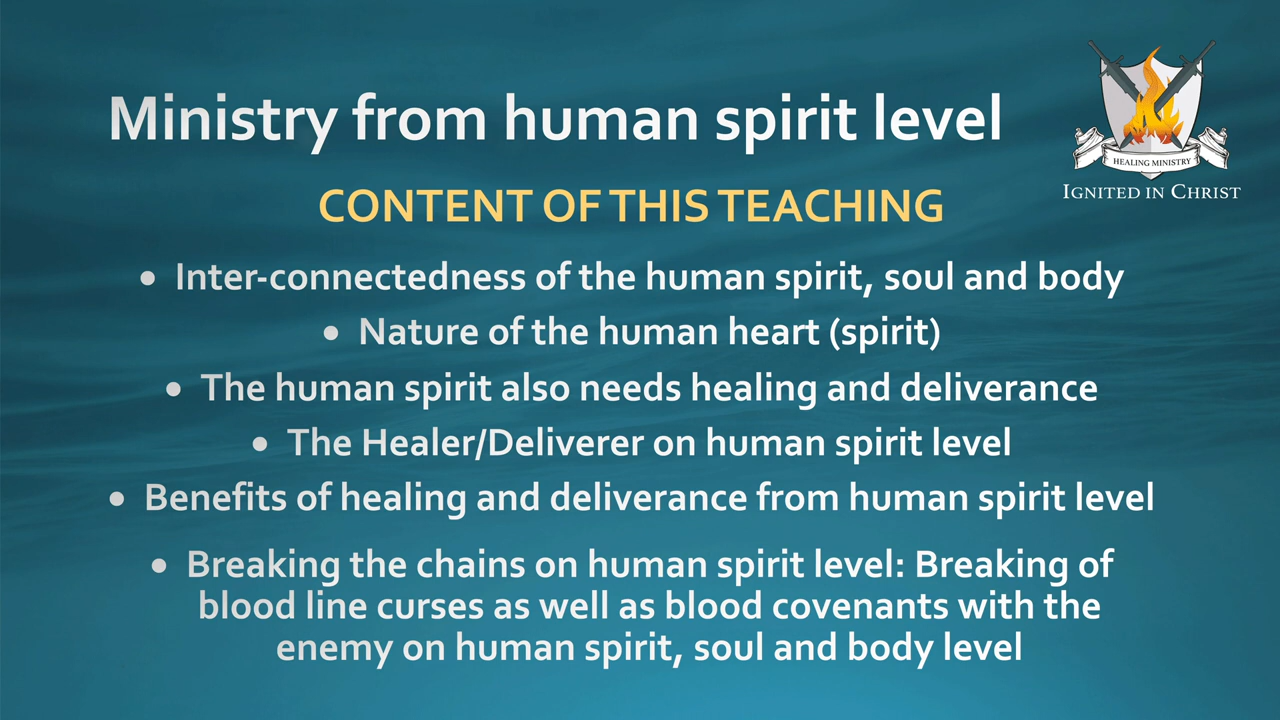 Ministry from human spirit level
HEALING MINISTRY
IGNITED IN CHRIST
CONTENT OF THIS TEACHING
• Inter-connectedness of the human spirit, soul and body
• Nature of the human heart (spirit)
• The human spirit also needs healing and deliverance
• The Healer/Deliverer on human spirit level
• Benefits of healing and deliverance from human spirit level
• Breaking the chains on human spirit level: Breaking of
blood line curses as well as blood covenants with the
enemy on human spirit, soul and body level